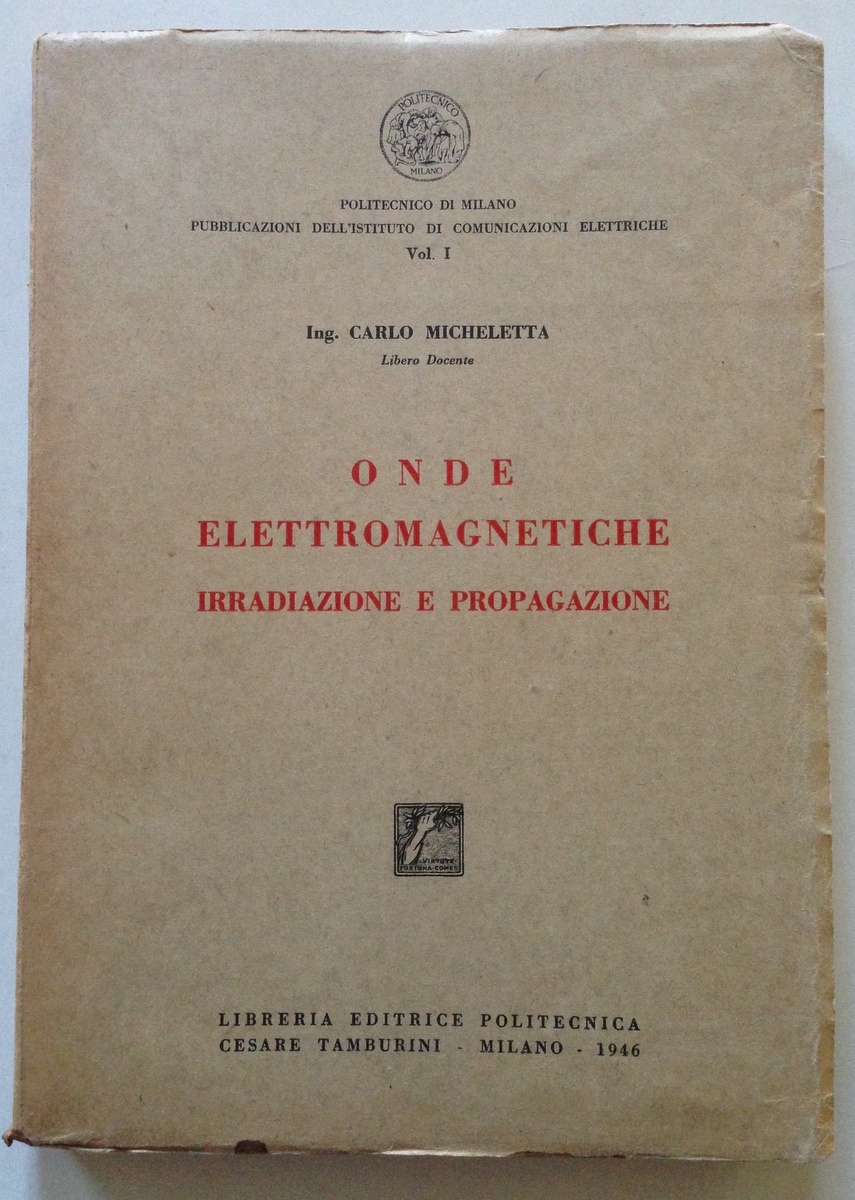 POLITECNICO
MILANO
POLITECNICO DI MILANO
PUBBLICAZIONI DELL'ISTITUTO DI COMUNICAZIONI ELETTRICHE
Vol. I
Ing. CARLO MICHELETTA
Libero Docente
ONDE
ELETTROMAGNETICHE
IRRADIAZIONE E PROPAGAZIONE
VIRTUTE
FORTUNA COMES
LIBRERIA EDITRICE POLITECNICA
CESARE TAMBURINI - MILANO - 1946